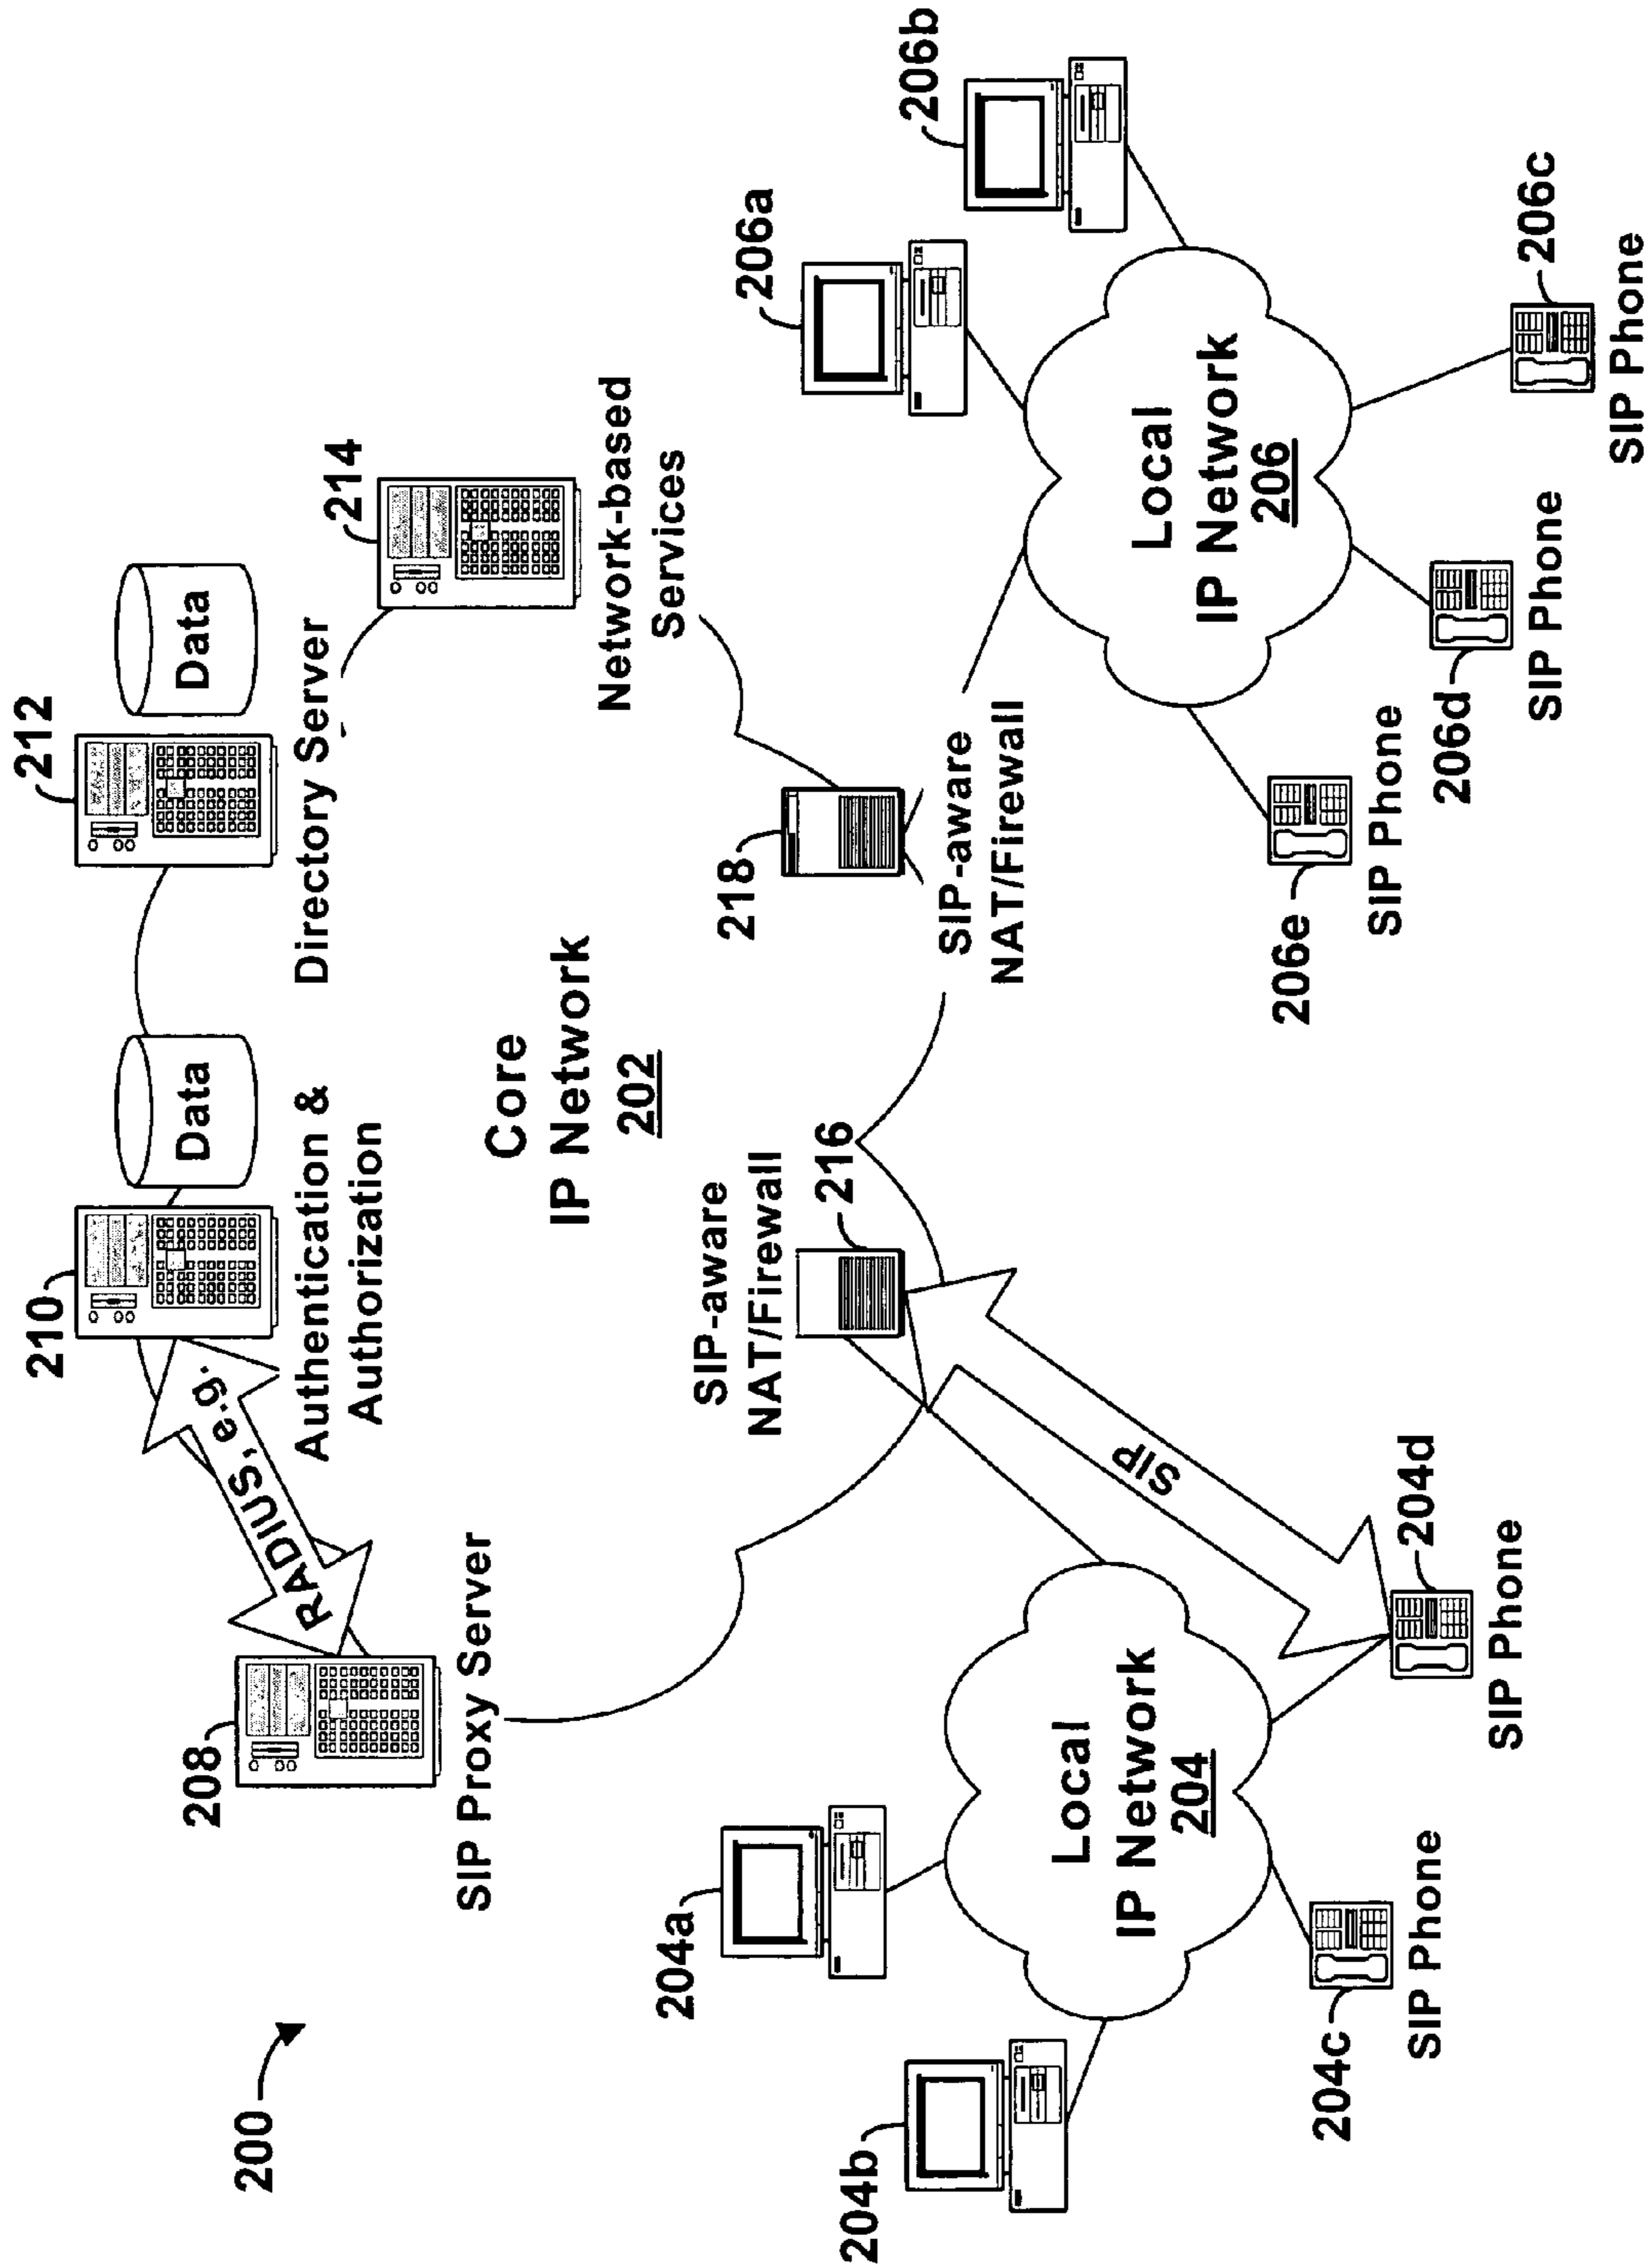 200
210
Data
Authentication &
Authorization
212
Data
Directory Server
RADIUS, e.g.
208
SIP Proxy Server
214
Network-based
Services
Core
IP Network
202
SIP-aware
NAT/Firewall
216
218
SIP-aware
NAT/Firewall
SIP
204a
204b
Local
IP Network
204
204c
SIP Phone
204d
SIP Phone
206a
206b
Local
IP Network
206
206e
SIP Phone
206d
SIP Phone
206c
SIP Phone